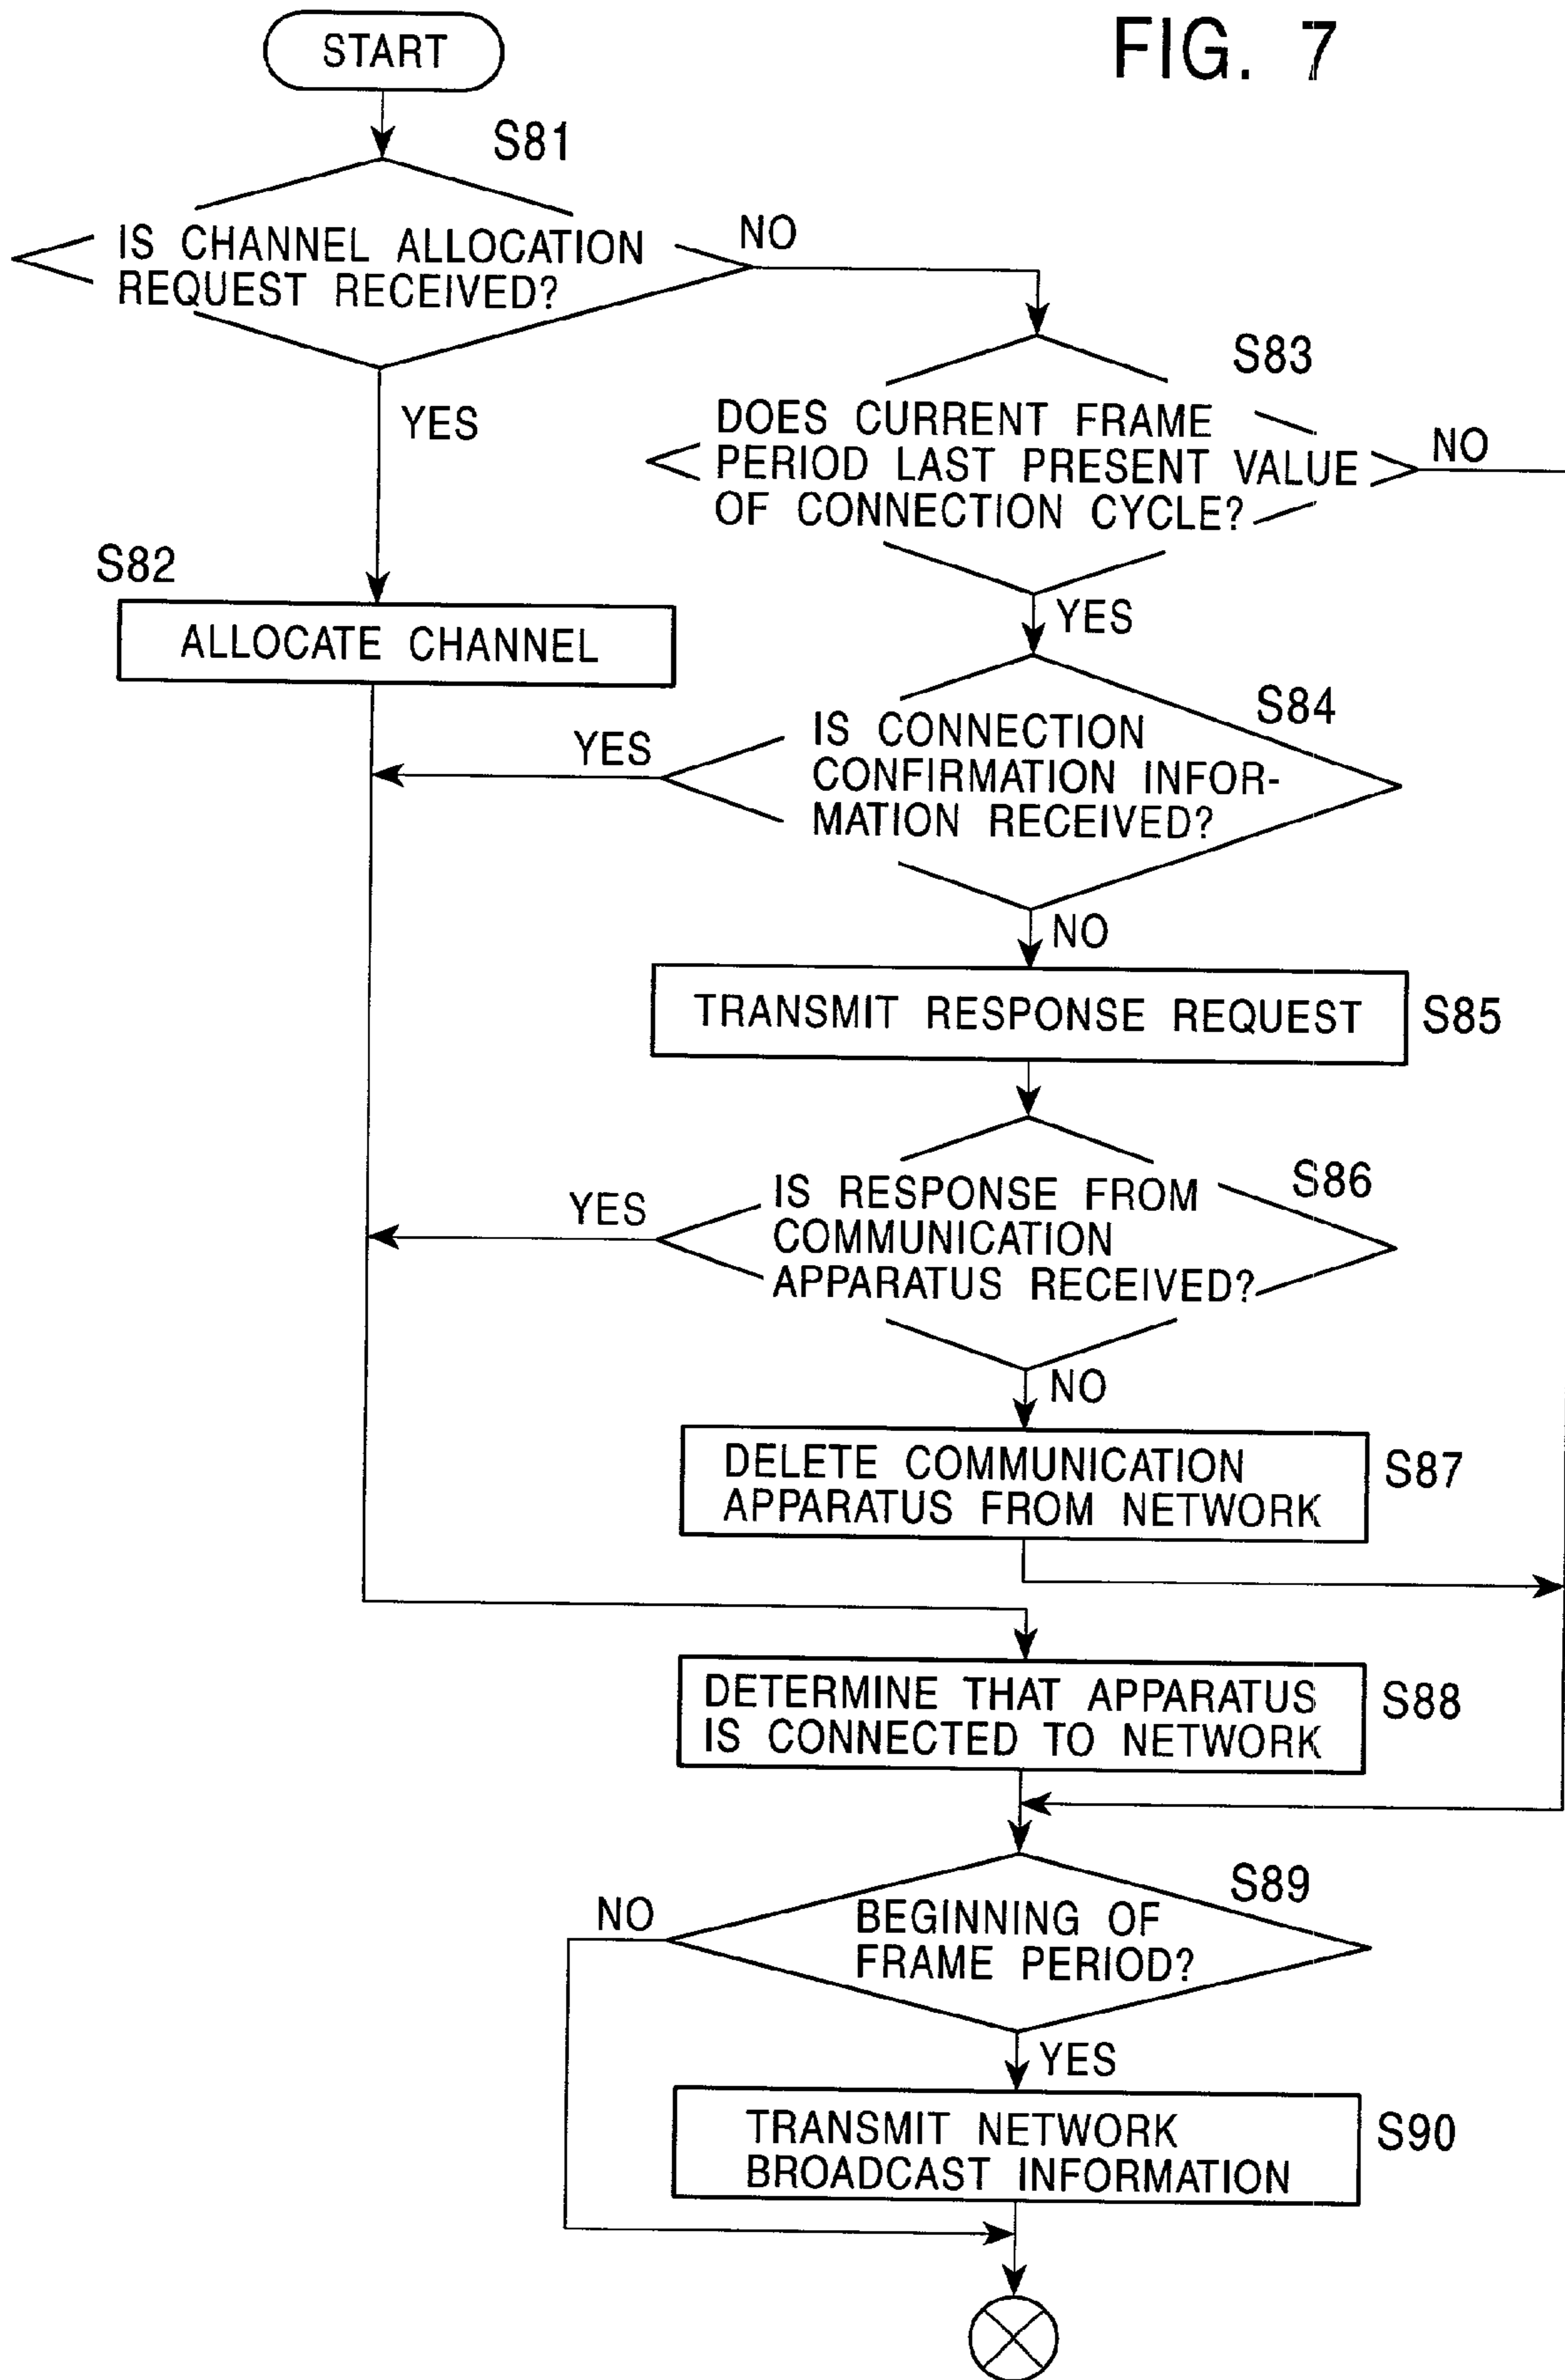 FIG. 7
START
S81
IS CHANNEL ALLOCATION
REQUEST RECEIVED?
NO
YES
S83
DOES CURRENT FRAME
PERIOD LAST PRESENT VALUE
OF CONNECTION CYCLE?
NO
YES
S82
ALLOCATE CHANNEL
S84
IS CONNECTION
CONFIRMATION INFOR-
MATION RECEIVED?
YES
NO
TRANSMIT RESPONSE REQUEST
S85
S86
IS RESPONSE FROM
COMMUNICATION
APPARATUS RECEIVED?
YES
NO
DELETE COMMUNICATION
APPARATUS FROM NETWORK
S87
DETERMINE THAT APPARATUS
IS CONNECTED TO NETWORK
S88
S89
BEGINNING OF
FRAME PERIOD?
NO
YES
TRANSMIT NETWORK
BROADCAST INFORMATION
S90